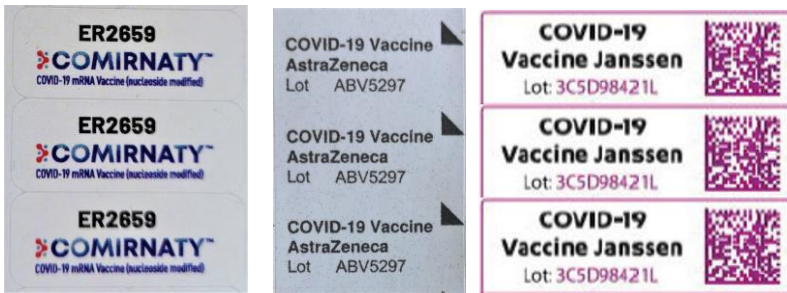 ER2659
COMIRNATY™
COVID-19 mRNA Vaccine (nucleoside modified)
ER2659
COMIRNATY™
COVID-19 mRNA Vaccine (nucleoside modified)
ER2659
COMIRNATY™
COVID-19 mRNA Vaccine (nucleoside modified)
COVID-19 Vaccine
AstraZeneca
Lot ABV5297
COVID-19 Vaccine
AstraZeneca
Lot ABV5297
COVID-19 Vaccine
AstraZeneca
Lot ABV5297
COVID-19
Vaccine Janssen
Lot: 3C5D98421L
COVID-19
Vaccine Janssen
Lot: 3C5D98421L
COVID-19
Vaccine Janssen
Lot: 3C5D98421L